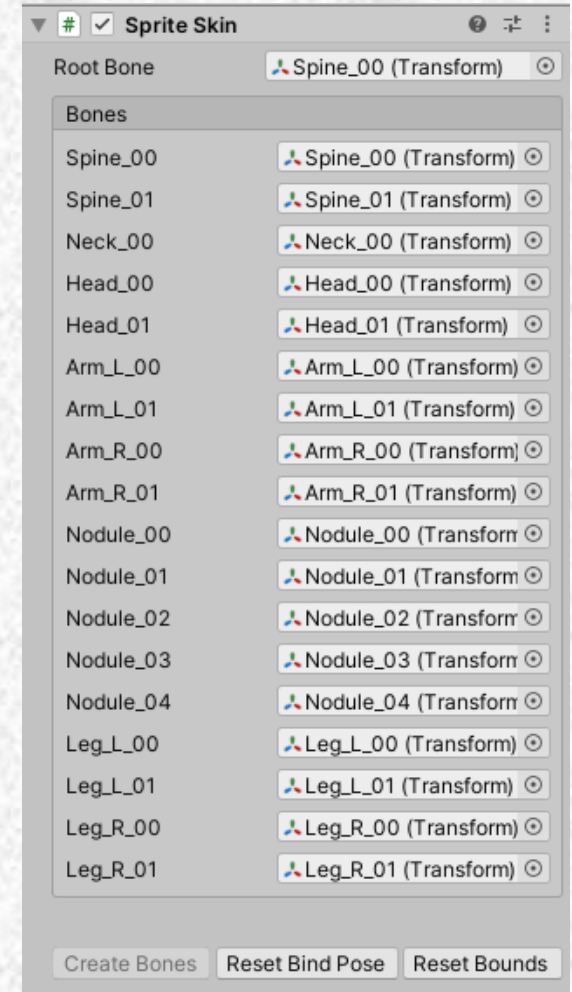 # Sprite Skin
Root Bone Spine_00 (Transform)
Bones
Spine_00 Spine_00 (Transform)
Spine_01 Spine_01 (Transform)
Neck_00 Neck_00 (Transform)
Head_00 Head_00 (Transform)
Head_01 Head_01 (Transform)
Arm_L_00 Arm_L_00 (Transform)
Arm_L_01 Arm_L_01 (Transform)
Arm_R_00 Arm_R_00 (Transform)
Arm_R_01 Arm_R_01 (Transform)
Nodule_00 Nodule_00 (Transform
Nodule_01 Nodule_01 (Transform
Nodule_02 Nodule_02 (Transform
Nodule_03 Nodule_03 (Transform
Nodule_04 Nodule_04 (Transform
Leg_L_00 Leg_L_00 (Transform)
Leg_L_01 Leg_L_01 (Transform)
Leg_R_00 Leg_R_00 (Transform)
Leg_R_01 Leg_R_01 (Transform)
Create Bones Reset Bind Pose Reset Bounds